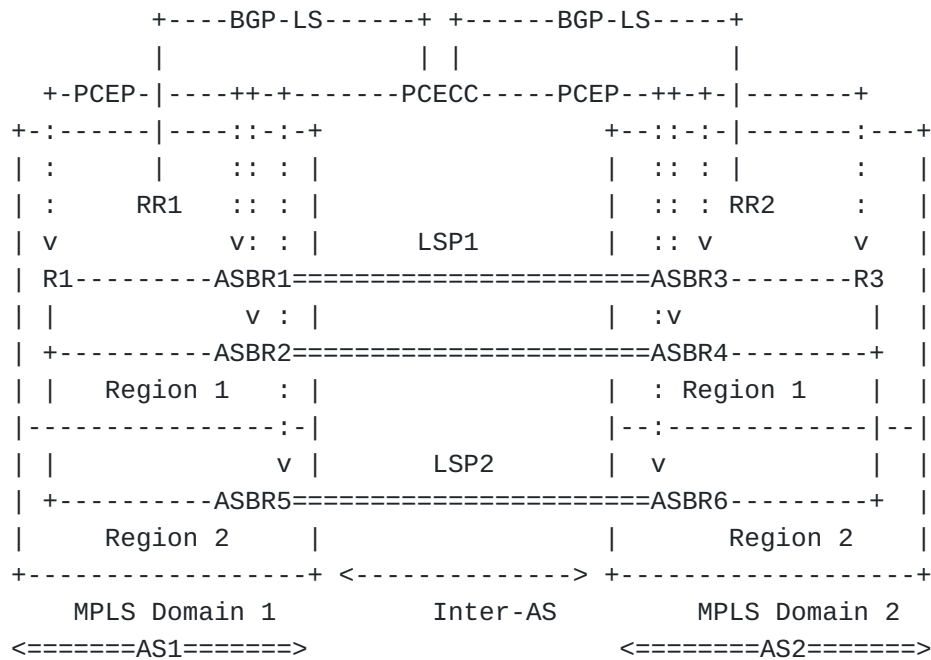 +----BGP-LS------+ +------BGP-LS-----+
         |                | |                 |
  +-PCEP-|----++-+-------PCECC-----PCEP--++-+-|-------+
+-:------|----::-:-+                  +--::-:-|-------:---+
| :      |    :: : |                  |  :: : |       :   |
| :     RR1   :: : |                  |  :: : RR2     :   |
| v           v: : |      LSP1        |  :: v         v   |
| R1---------ASBR1=======================ASBR3--------R3  |
| |            v : |                  |  :v            |  |
| +----------ASBR2=======================ASBR4---------+  |
| |   Region 1   : |                  |  : Region 1    |  |
|----------------:-|                  |--:-------------|--|
| |              v |       LSP2       |  v             |  |
| +----------ASBR5=======================ASBR6---------+  |
|     Region 2     |                  |       Region 2    |
+------------------+ <--------------> +-------------------+
    MPLS Domain 1          Inter-AS         MPLS Domain 2
<=======AS1=======>                    <=======AS2=======>